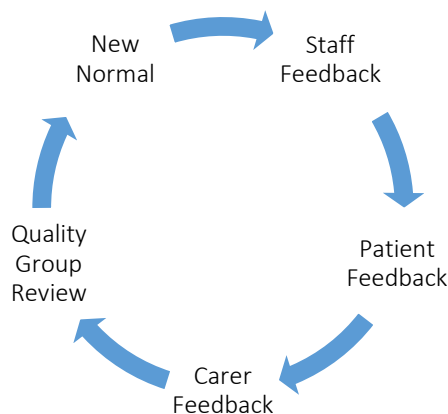 New
Normal
Staff
Feedback
Patient
Feedback
Carer
Feedback
Quality
Group
Review